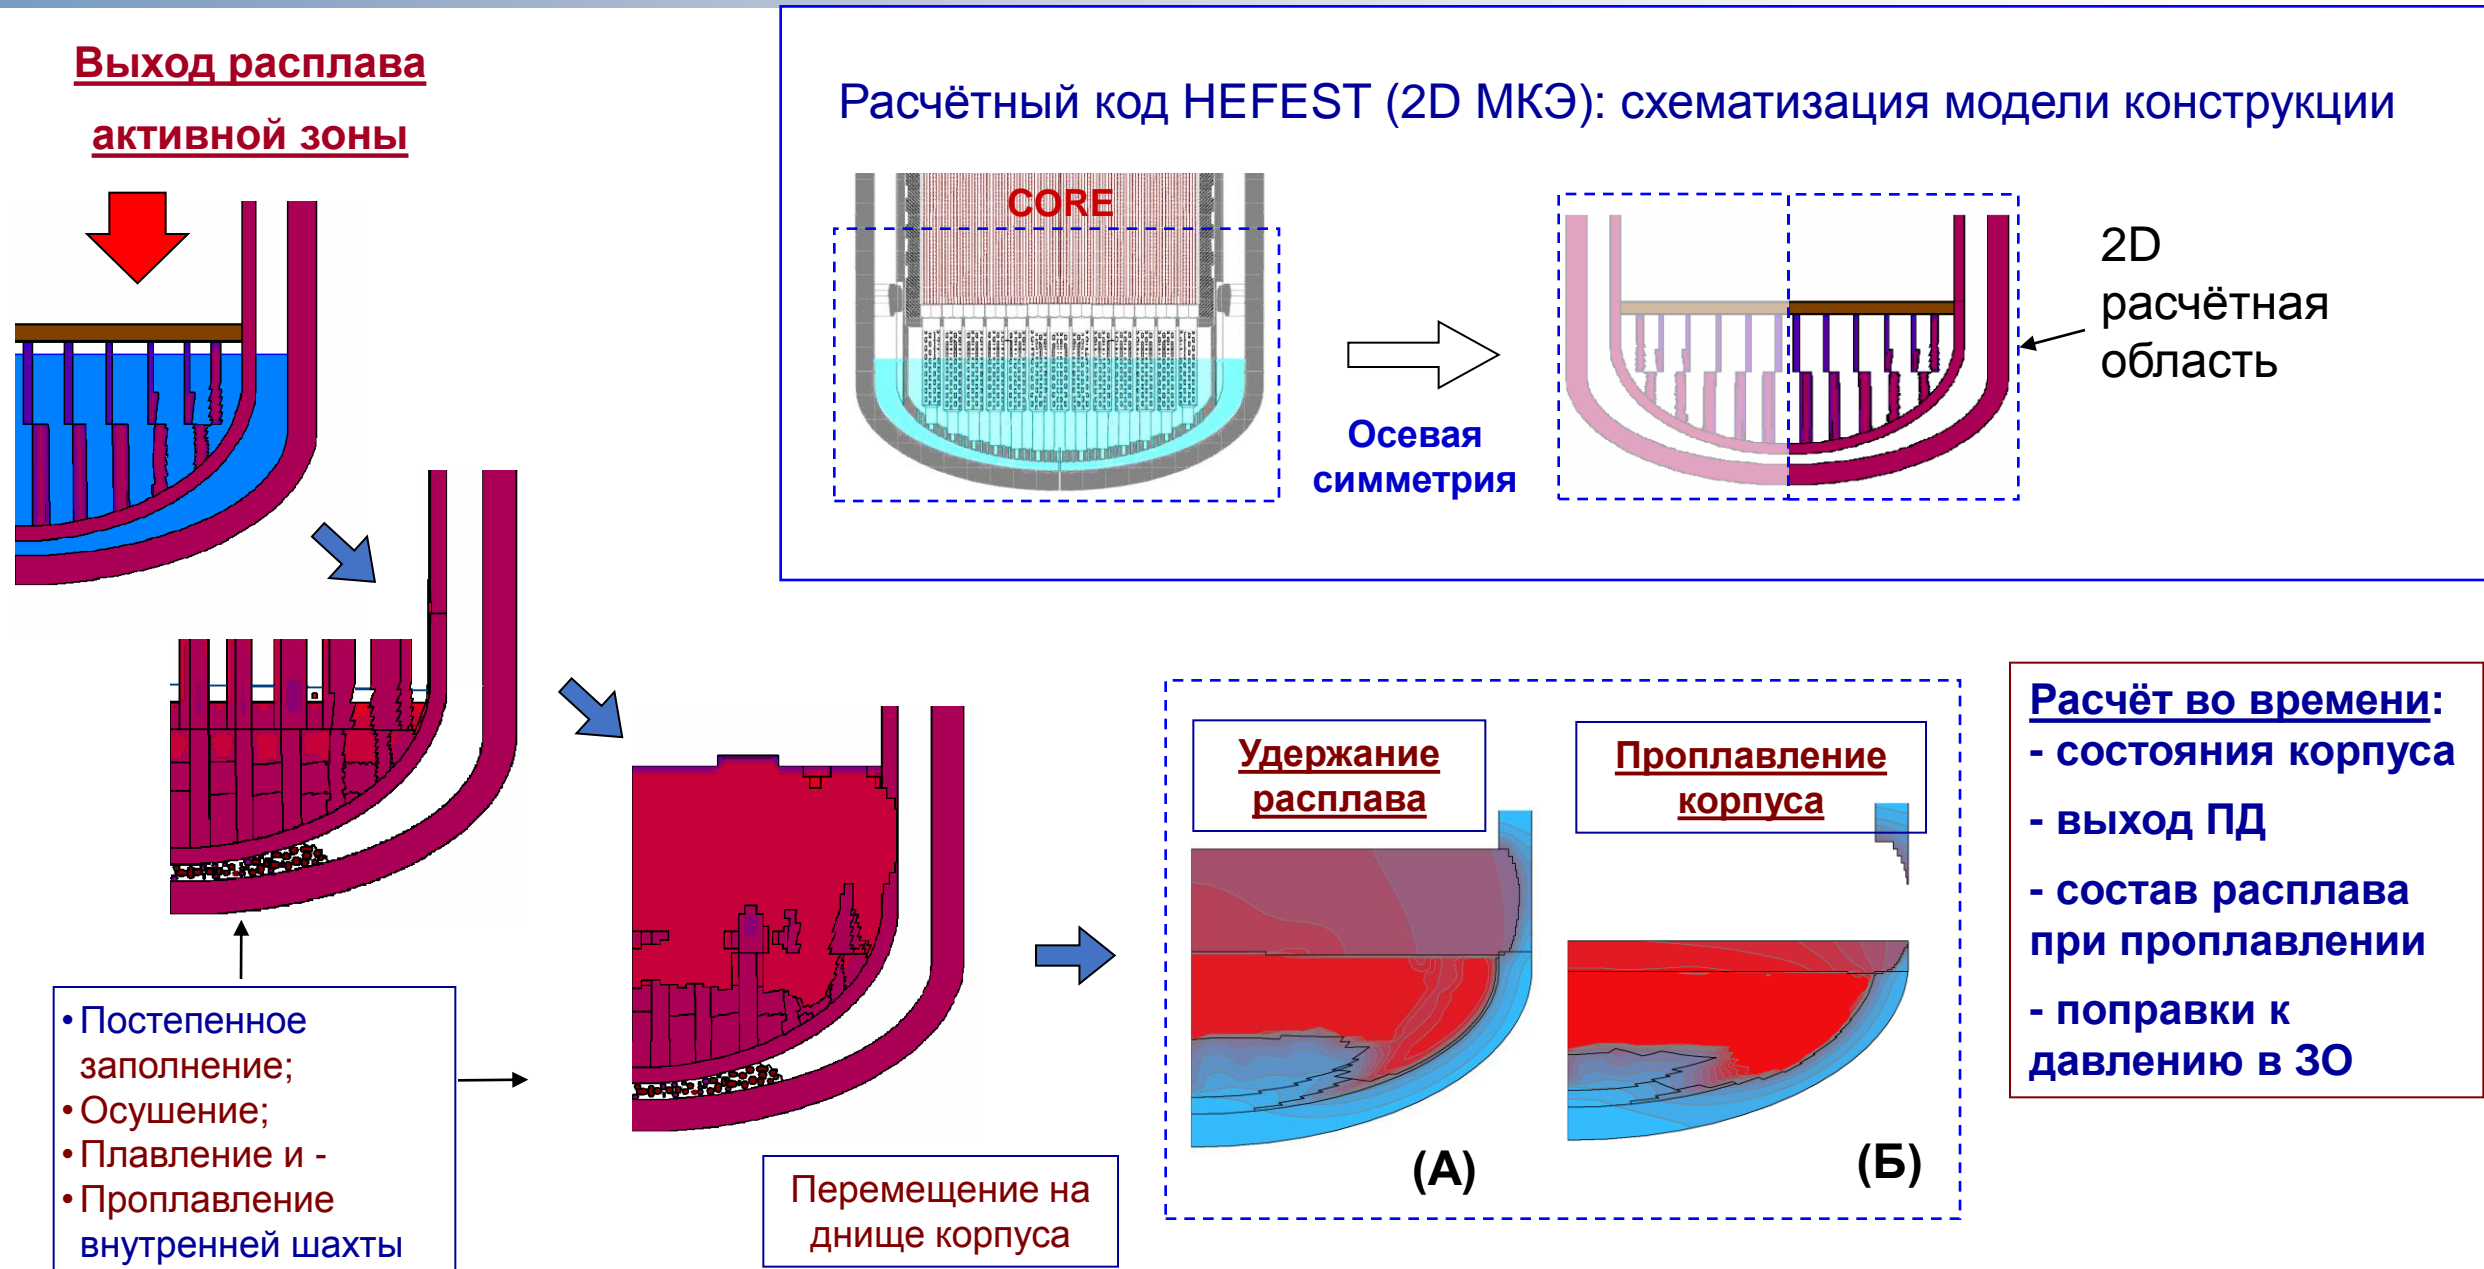 Выход расплава
активной зоны
Расчётный код HEFEST (2D МКЭ): схематизация модели конструкции
CORE
Осевая
симметрия
2D
расчётная
область
• Постепенное
заполнение;
• Осушение;
• Плавление и -
• Проплавление
внутренней шахты
Перемещение на
днище корпуса
Удержание
расплава
(А)
Проплавление
корпуса
(Б)
Расчёт во времени:
- состояния корпуса
- выход ПД
- состав расплава
при проплавлении
- поправки к
давлению в ЗО